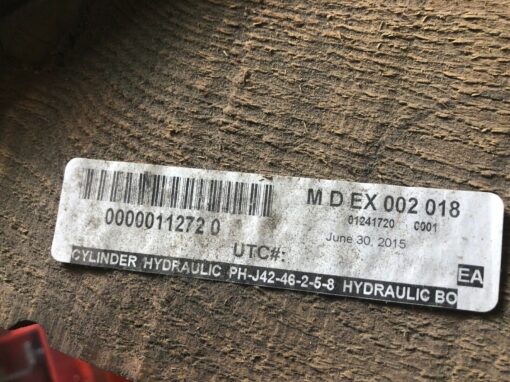 M D EX 002 018
01241720 C001
0000011272 0
June 30, 2015
UTC#:
EA
CYLINDER HYDRAULIC PH-J42-46-2-5-8 HYDRAULIC BO